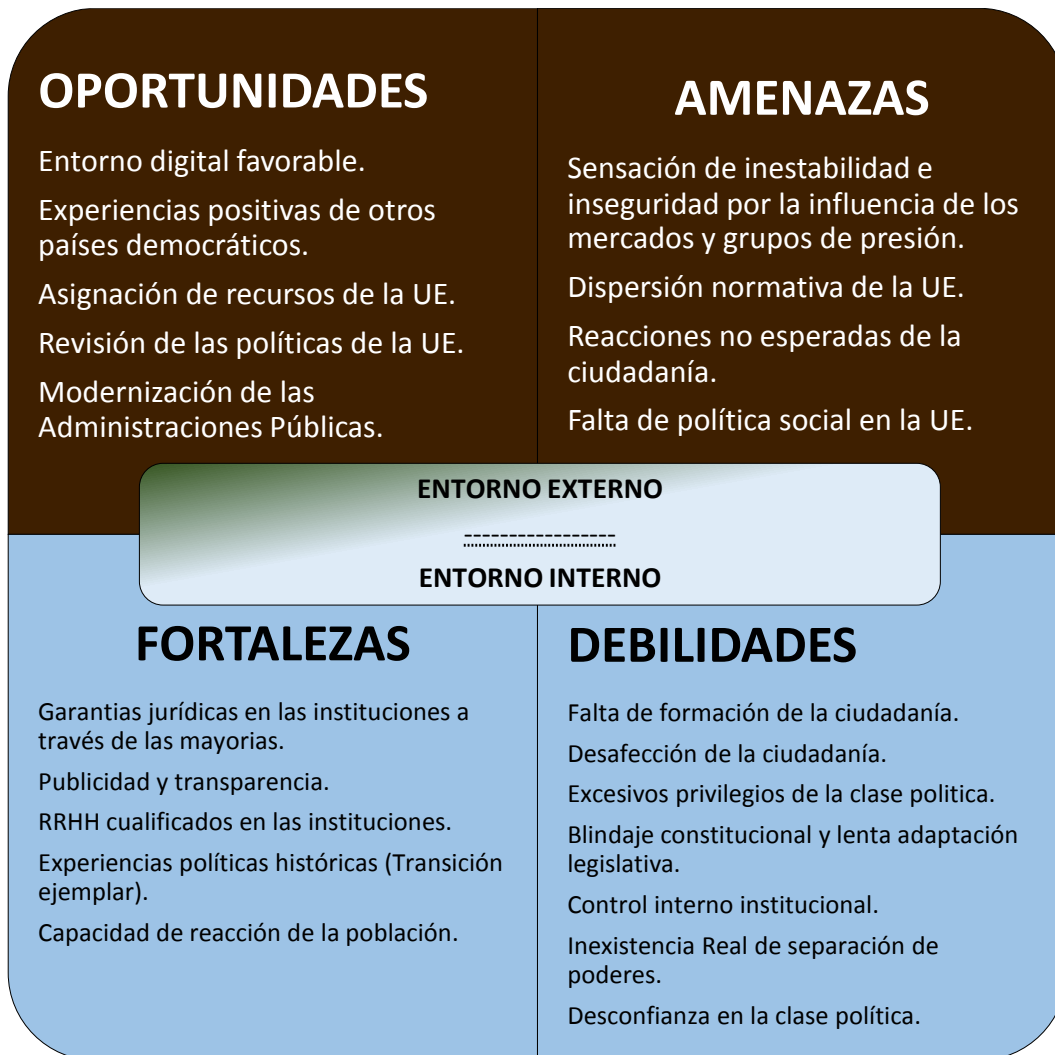 OPORTUNIDADES
Entorno digital favorable.
Experiencias positivas de otros
países democráticos.
Asignación de recursos de la UE.
Revisión de las políticas de la UE.
Modernización de las
Administraciones Públicas.
AMENAZAS
Sensación de inestabilidad e
inseguridad por la influencia de los
mercados y grupos de presión.
Dispersión normativa de la UE.
Reacciones no esperadas de la
ciudadanía.
Falta de política social en la UE.
ENTORNO EXTERNO
-----------------
ENTORNO INTERNO
FORTALEZAS
Garantias jurídicas en las instituciones a
través de las mayorias.
Publicidad y transparencia.
RRHH cualificados en las instituciones.
Experiencias políticas históricas (Transición
ejemplar).
Capacidad de reacción de la población.
DEBILIDADES
Falta de formación de la ciudadanía.
Desafección de la ciudadanía.
Excesivos privilegios de la clase politica.
Blindaje constitucional y lenta adaptación
legislativa.
Control interno institucional.
Inexistencia Real de separación de
poderes.
Desconfianza en la clase política.